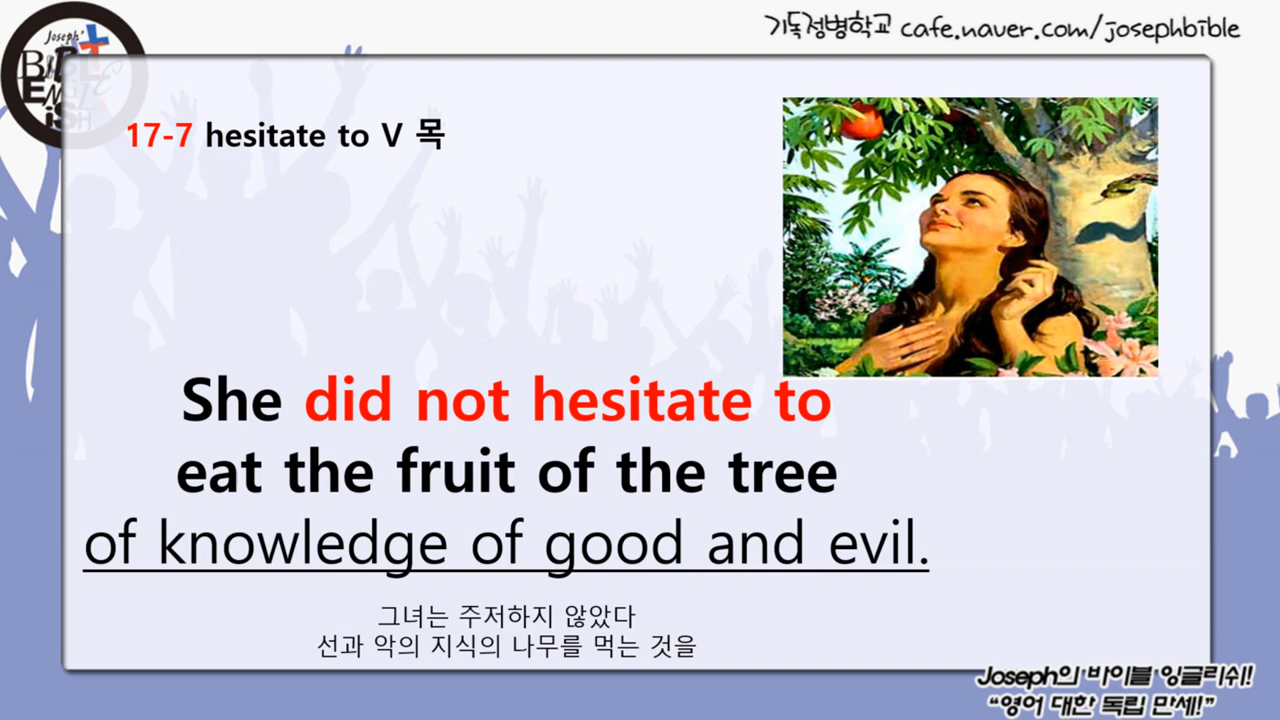 Joseph'
BIBLE
ENGLISH
기독정병학교 cafe.naver.com/josephbible
17-7 hesitate to V 목
She did not hesitate to
eat the fruit of the tree
of knowledge of good and evil.
그녀는 주저하지 않았다
선과 악의 지식의 나무를 먹는 것을
Joseph의 바이블 잉글리쉬!
"영어 대한 독립 만세!"